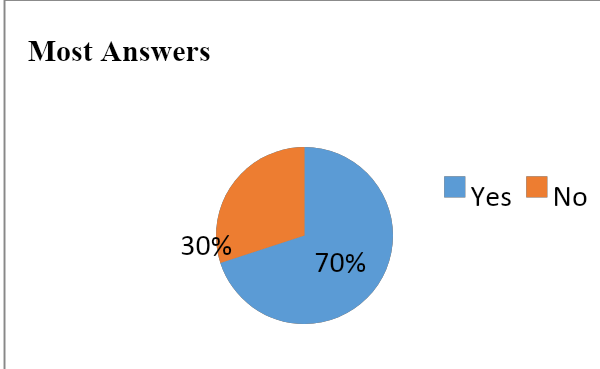 Most Answers
Yes No
30%
70%